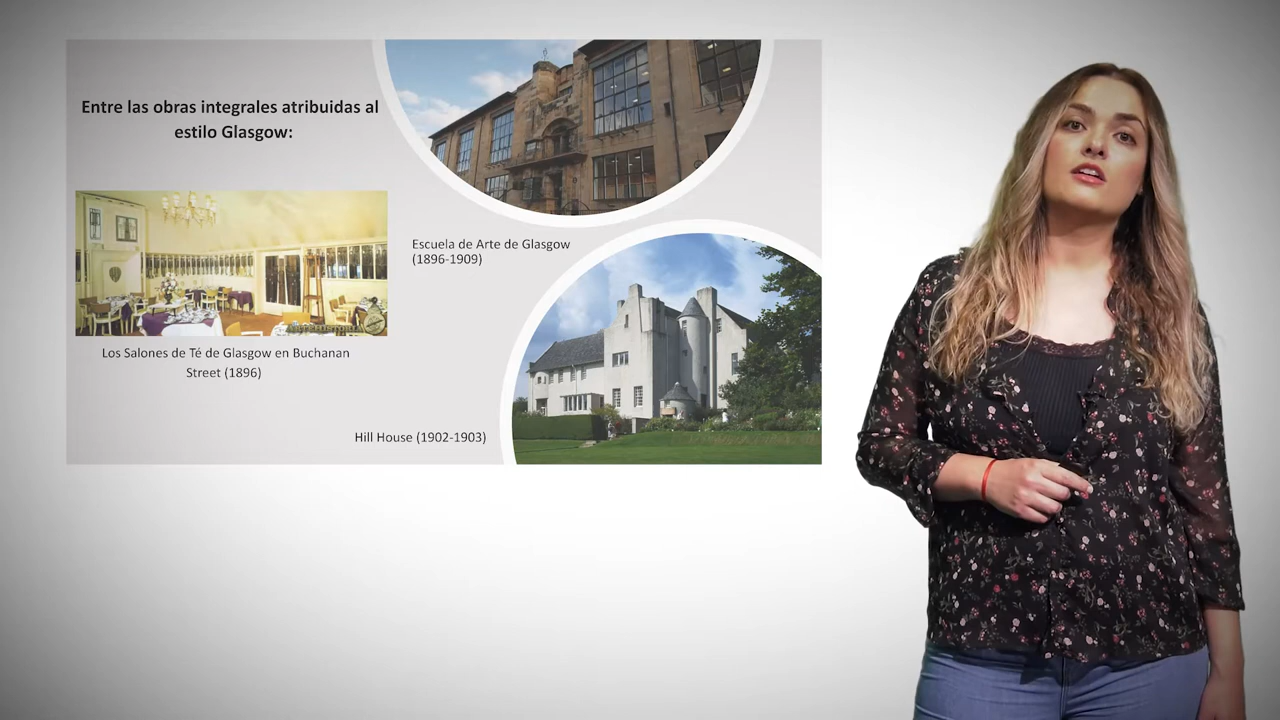 Entre las obras integrales atribuidas al
estilo Glasgow:
Escuela de Arte de Glasgow
(1896-1909)
Los Salones de Té de Glasgow en Buchanan
Street (1896)
Hill House (1902-1903)